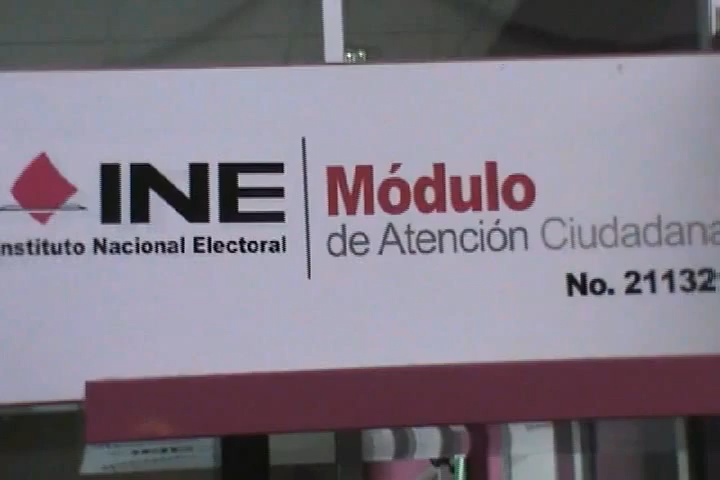 INE
Instituto Nacional Electoral
Módulo
de Atención Ciudadana
No. 21132